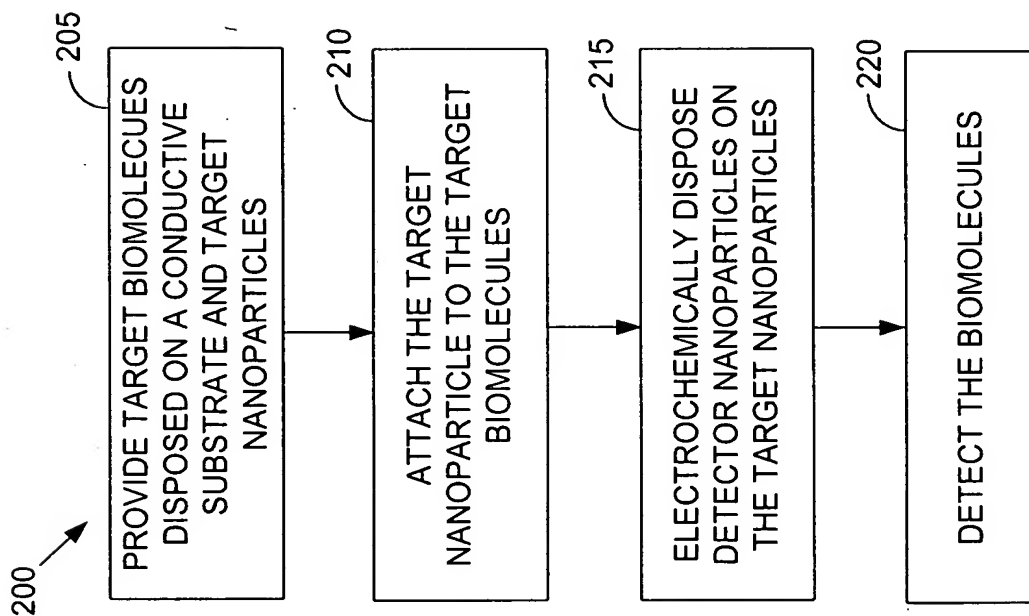 200
205
PROVIDE TARGET BIOMOLECUES
DISPOSED ON A CONDUCTIVE
SUBSTRATE AND TARGET
NANOPARTICLES
210
ATTACH THE TARGET
NANOPARTICLE TO THE TARGET
BIOMOLECULES
215
ELECTROCHEMICALLY DISPOSE
DETECTOR NANOPARTICLES ON
THE TARGET NANOPARTICLES
220
DETECT THE BIOMOLECULES